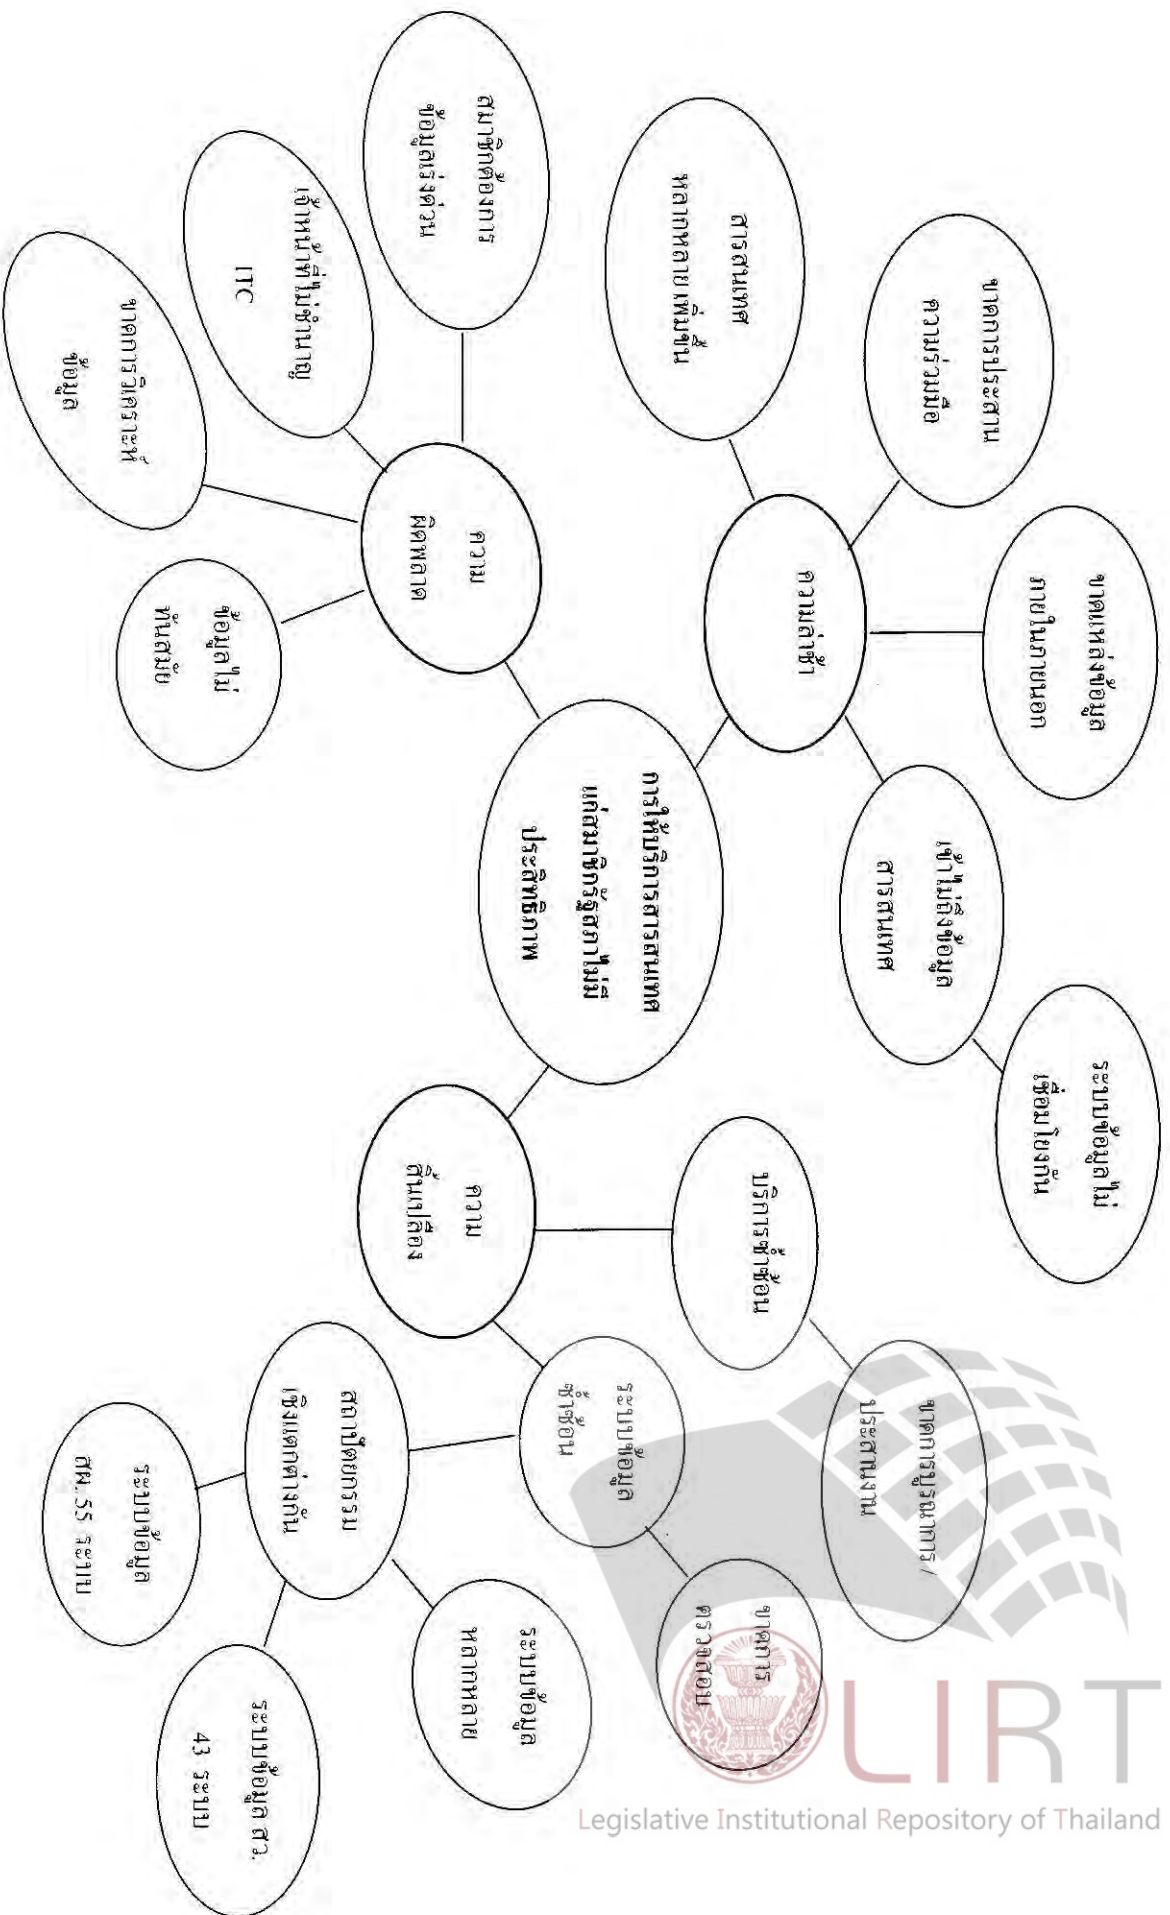 ขาดการประสาน
ความร่วมมือ
ขาดแหล่งข้อมูล
ภายในภายนอก
ระบบข้อมูลไม่
เชื่อมโยงกัน
เข้าไม่ถึงข้อมูล
สารสนเทศ
สารสนเทศ
หลากหลาย เพิ่มขึ้น
ความล่าช้า
ขาดการบูรณาการ /
ประสานงาน
บริการซ้ำซ้อน
การให้บริการสารสนเทศ
แก่สมาชิกรัฐสภาไม่มี
ประสิทธิภาพ
สมาชิกต้องการ
ข้อมูลเร่งด่วน
ความ
ผิดพลาด
ความ
สิ้นเปลือง
ระบบข้อมูล
ซ้ำซ้อน
ขาดการ
ตรวจสอบ
เจ้าหน้าที่ไม่ชำนาญ
ITC
ขาดการวิเคราะห์
ข้อมูล
ข้อมูลไม่
ทันสมัย
สถาปัตยกรรม
เชิงแตกต่างกัน
ระบบข้อมูล
หลากหลาย
ระบบข้อมูล
สผ. 55 ระบบ
ระบบข้อมูล สว.
43 ระบบ
LIRT
Legislative Institutional Repository of Thailand